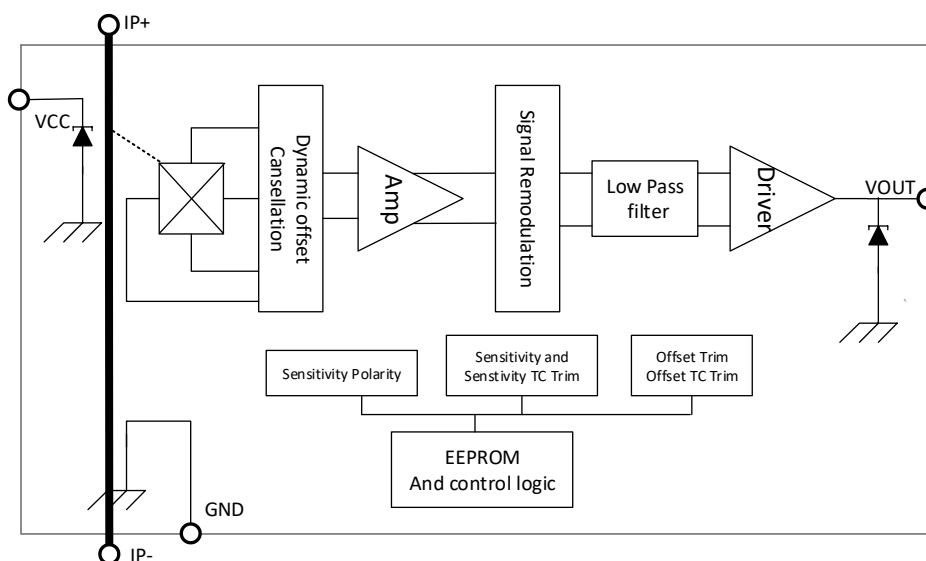 IP+
VCC
Dynamic offset
Cansellation
Amp
Signal Remodulation
Low Pass
filter
Driver
VOUT
Sensitivity Polarity
Sensitivity and
Senstivity TC Trim
Offset Trim
Offset TC Trim
EEPROM
And control logic
GND
IP-